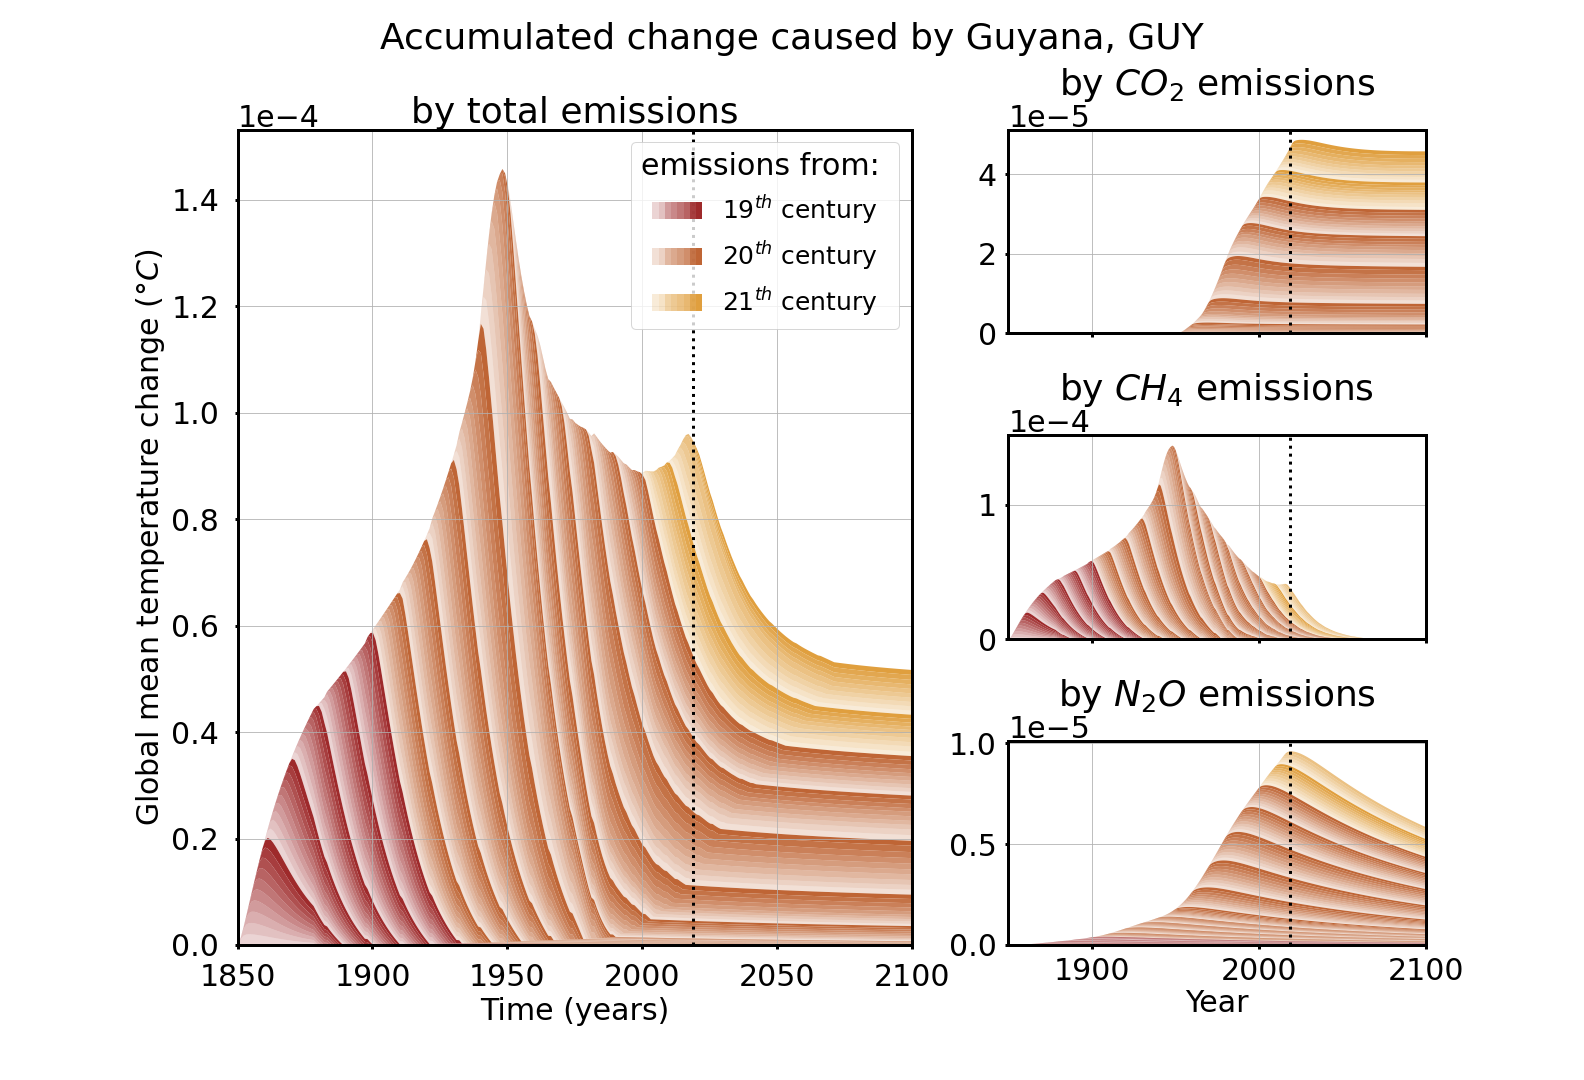 Accumulated change caused by Guyana, GUY
by total emissions
1e−4
Global mean temperature change (°C)
1.4
1.2
1.0
0.8
0.6
0.4
0.2
0.0
emissions from:
19th century
20th century
21th century
1850 1900 1950 2000 2050 2100
Time (years)
by CO2 emissions
1e−5
4
2
0
by CH4 emissions
1e−4
1
0
by N2O emissions
1e−5
1.0
0.5
0.0
1900 2000 2100
Year